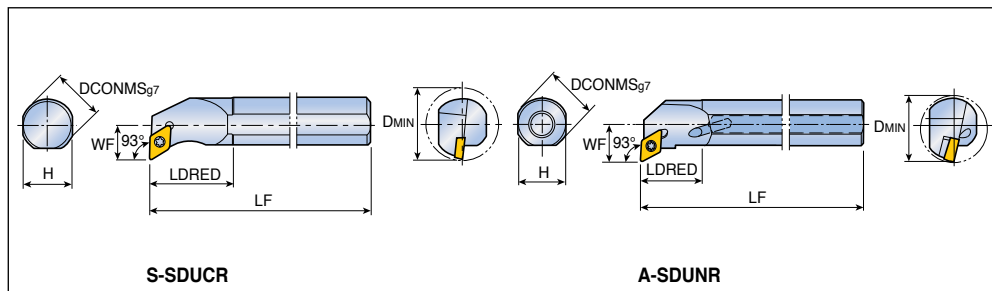 DCONMSg7
WF
93°
H
LDRED
LF
DMIN
S-SDUCR
DCONMSg7
WF
93°
H
LDRED
LF
DMIN
A-SDUNR